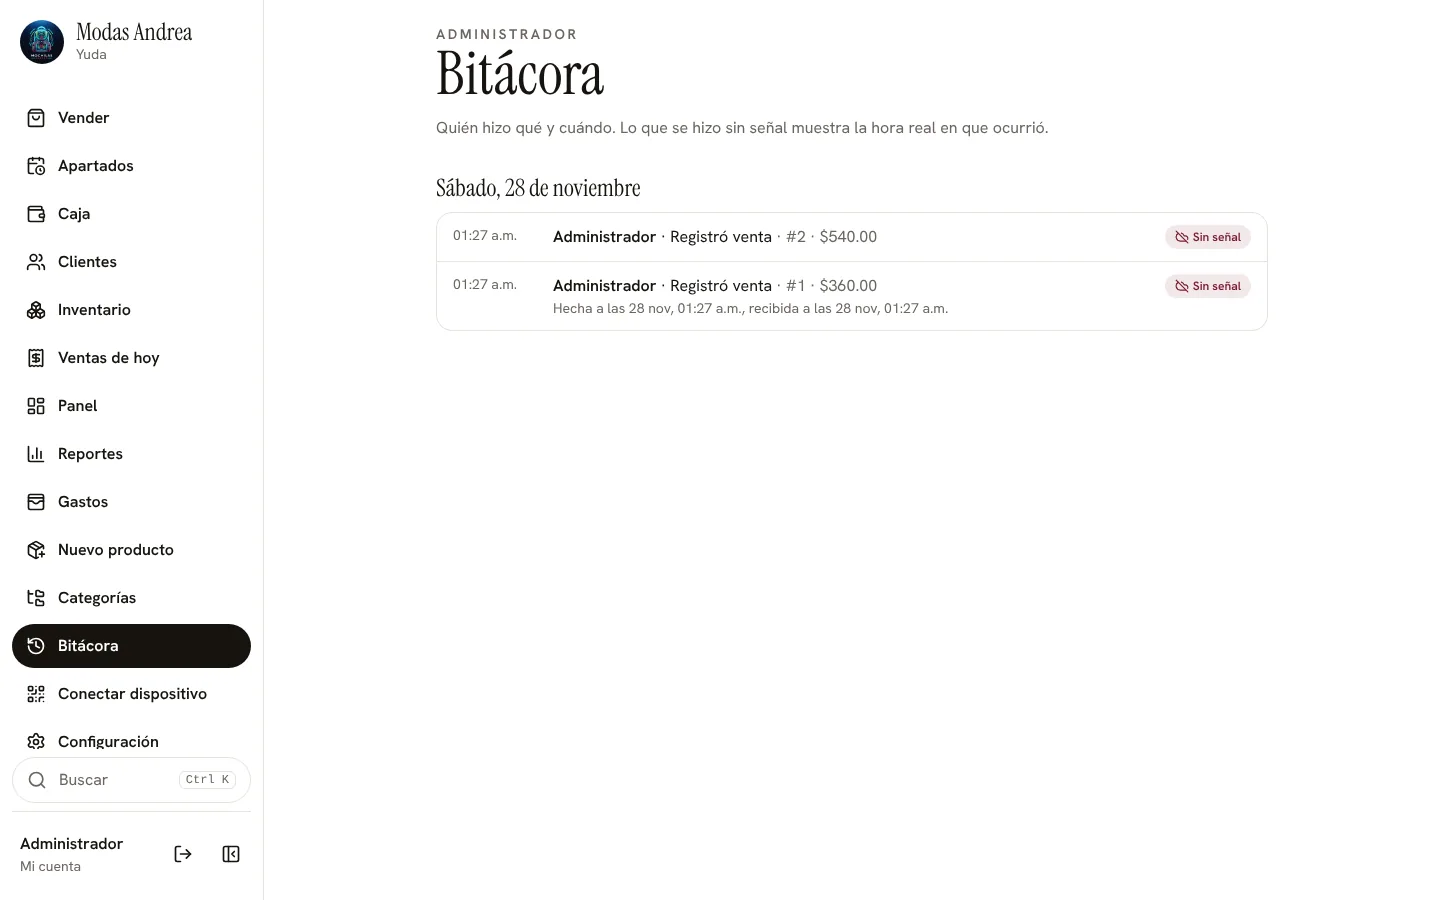 Modas Andrea
Yuda
Vender
Apartados
Caja
Clientes
Inventario
Ventas de hoy
Panel
Reportes
Gastos
Nuevo producto
Categorías
Bitácora
Conectar dispositivo
Configuración
Buscar Ctrl K
Administrador
Mi cuenta
ADMINISTRADOR
Bitácora
Quién hizo qué y cuándo. Lo que se hizo sin señal muestra la hora real en que ocurrió.
Sábado, 28 de noviembre
01:27 a.m. Administrador · Registró venta · #2 · $540.00 Sin señal
01:27 a.m. Administrador · Registró venta · #1 · $360.00 Sin señal
Hecha a las 28 nov, 01:27 a.m., recibida a las 28 nov, 01:27 a.m.